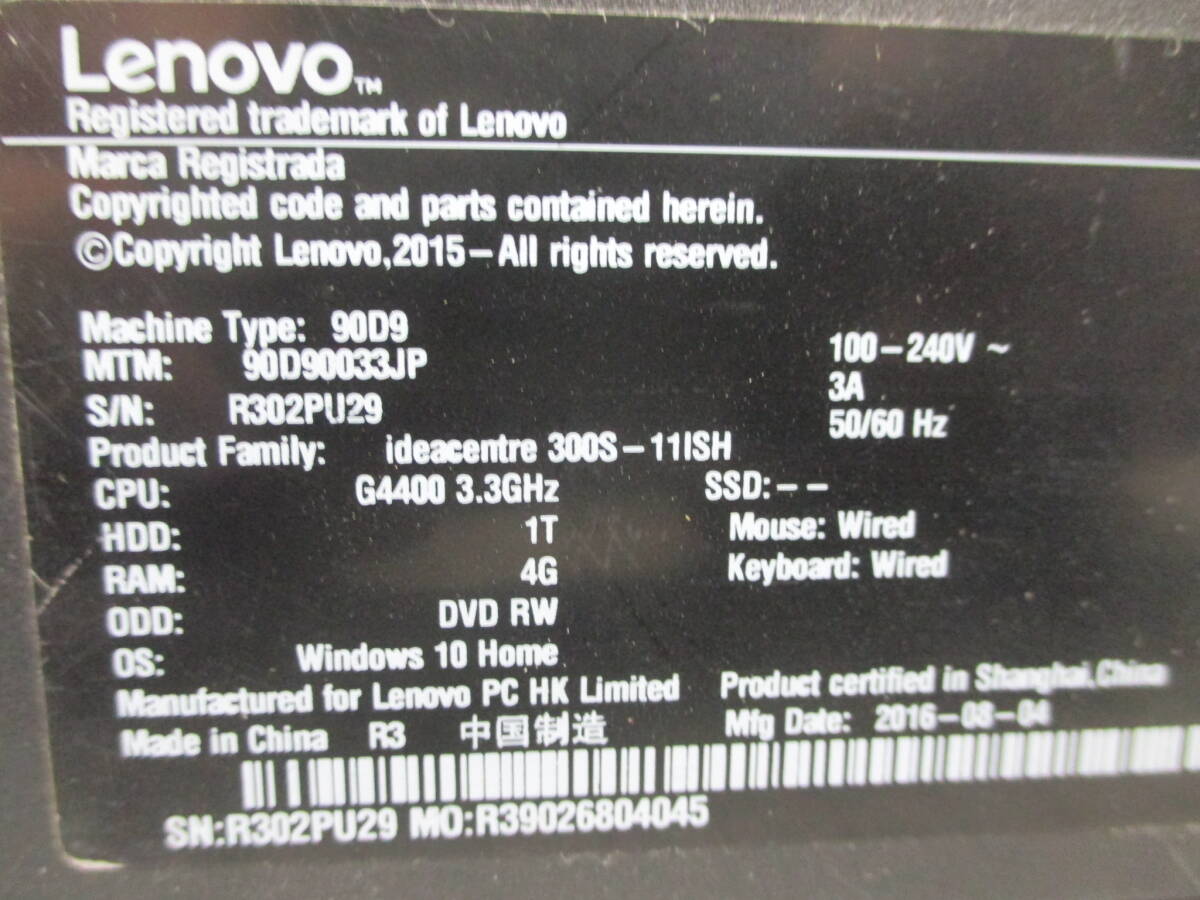 Lenovo™
Registered trademark of Lenovo
Marca Registrada
Copyrighted code and parts contained herein.
©Copyright Lenovo,2015–All rights reserved.
Machine Type: 90D9
MTM: 90D90033JP
S/N: R302PU29
Product Family: ideacentre 300S–11ISH
100–240V ~
3A
50/60 Hz
CPU: G4400 3.3GHz SSD:– –
HDD: 1T Mouse: Wired
RAM: 4G Keyboard: Wired
ODD: DVD RW
OS: Windows 10 Home
Manufactured for Lenovo PC HK Limited Product certified in Shanghai,China
Made in China R3 中国制造 Mfg Date: 2016–08–04
SN:R302PU29 MO:R39026804045